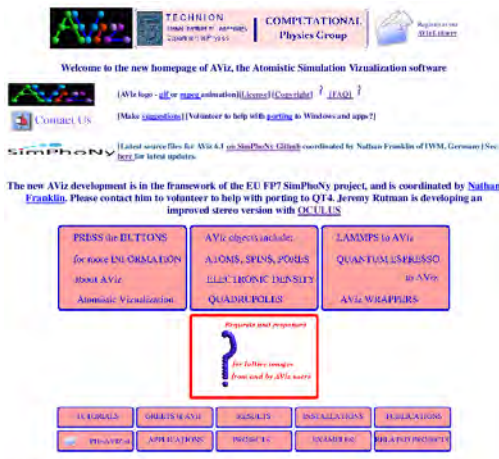 AViz
TECHNION
COMPUTATIONAL
Physics Group
AViz Library
Welcome to the new homepage of AViz, the Atomistic Simulation Vizualization software
[AViz logo - gif or mpeg animation][License][Copyright] ? [FAQ] ?
Contact Us
[Make suggestions] [Volunteer to help with porting to Windows and apps?]
SimPhoNy
[Latest source files for AViz 6.1 on SimPhoNy Github coordinated by Nathan Franklin of IWM, Germany] See
here for latest updates.
The new AViz development is in the framework of the EU FP7 SimPhoNy project, and is coordinated by Nathan
Franklin. Please contact him to volunteer to help with porting to QT4. Jeremy Rutman is developing an
improved stereo version with OCULUS
PRESS the BUTTONS
for more INFORMATION
about AViz
Atomistic Vizualization
AViz objects include:
ATOMS, SPINS, PORES
ELECTRONIC DENSITY
QUADRUPOLES
LAMMPS to AViz
QUANTUM ESPRESSO
to AViz
AViz WRAPPERS
Requests and proposals
?
for future images
from and by AViz users
TUTORIALS
RESULTS
INSTALLATIONS
PUBLICATIONS
APPLICATIONS
PROJECTS
EXAMPLES
RELATED PROJECTS